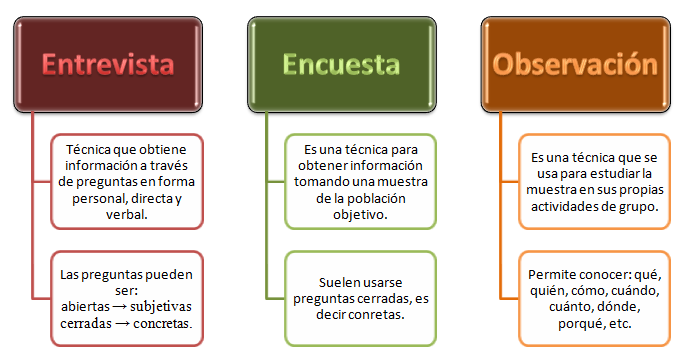 Entrevista
Técnica que obtiene
información a través
de preguntas en forma
personal, directa y
verbal.
Las preguntas pueden
ser:
abiertas → subjetivas
cerradas → concretas.
Encuesta
Es una técnica para
obtener información
tomando una muestra
de la población
objetivo.
Suelen usarse
preguntas cerradas, es
decir conretas.
Observación
Es una técnica que se
usa para estudiar la
muestra en sus propias
actividades de grupo.
Permite conocer: qué,
quién, cómo, cuándo,
cuánto, dónde,
porqué, etc.